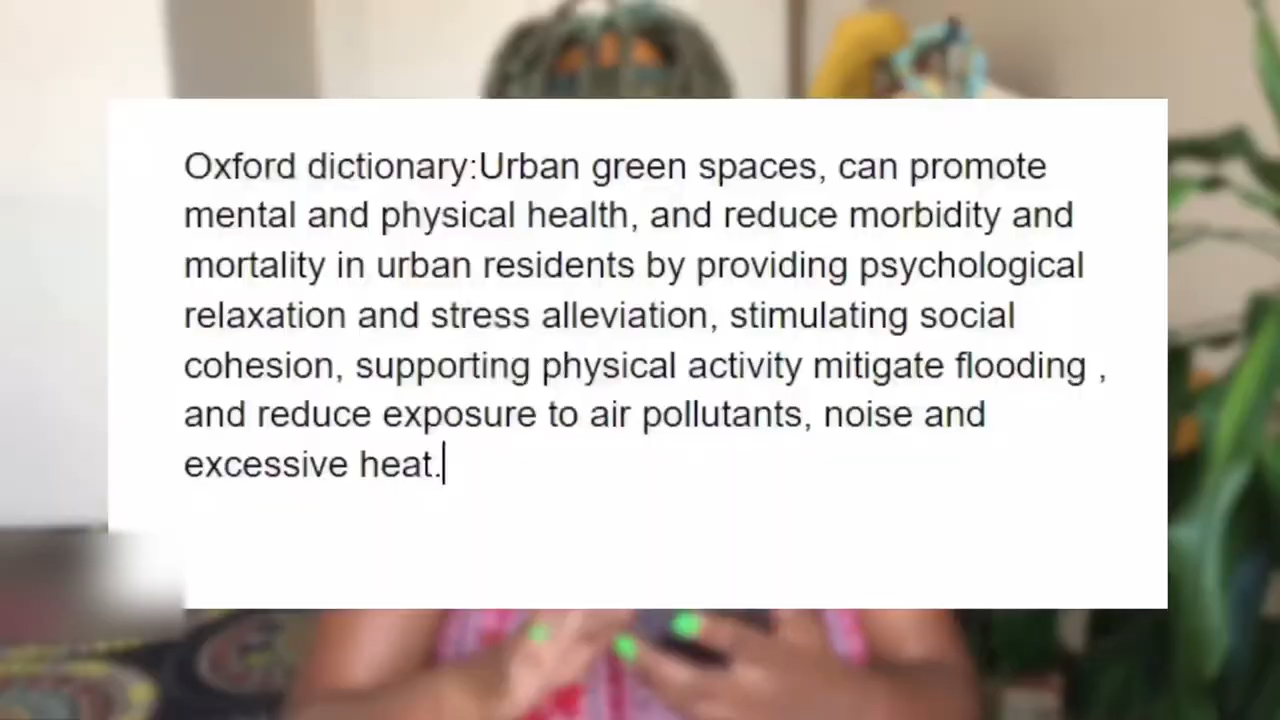 Oxford dictionary:Urban green spaces, can promote
mental and physical health, and reduce morbidity and
mortality in urban residents by providing psychological
relaxation and stress alleviation, stimulating social
cohesion, supporting physical activity mitigate flooding ,
and reduce exposure to air pollutants, noise and
excessive heat.